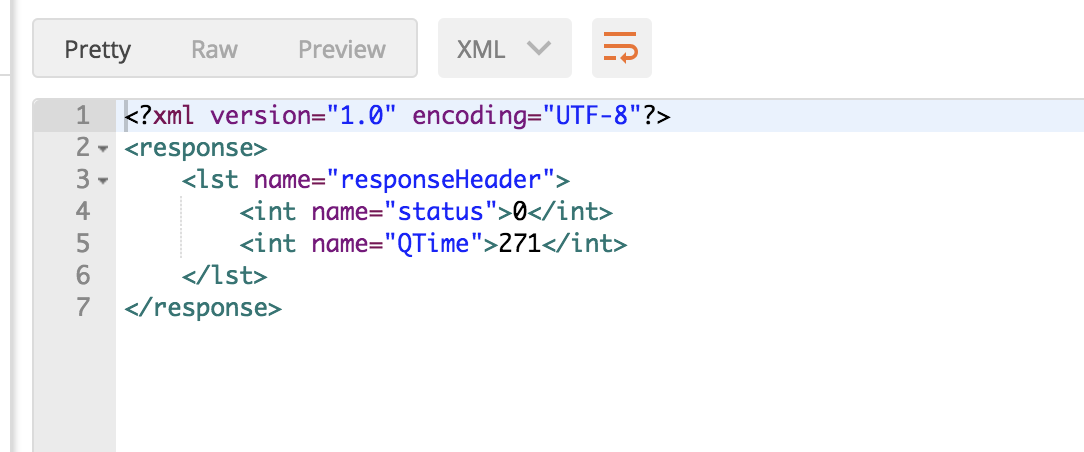 Pretty Raw Preview XML
1 <?xml version="1.0" encoding="UTF-8"?>
2 <response>
3 <lst name="responseHeader">
4 <int name="status">0</int>
5 <int name="QTime">271</int>
6 </lst>
7 </response>